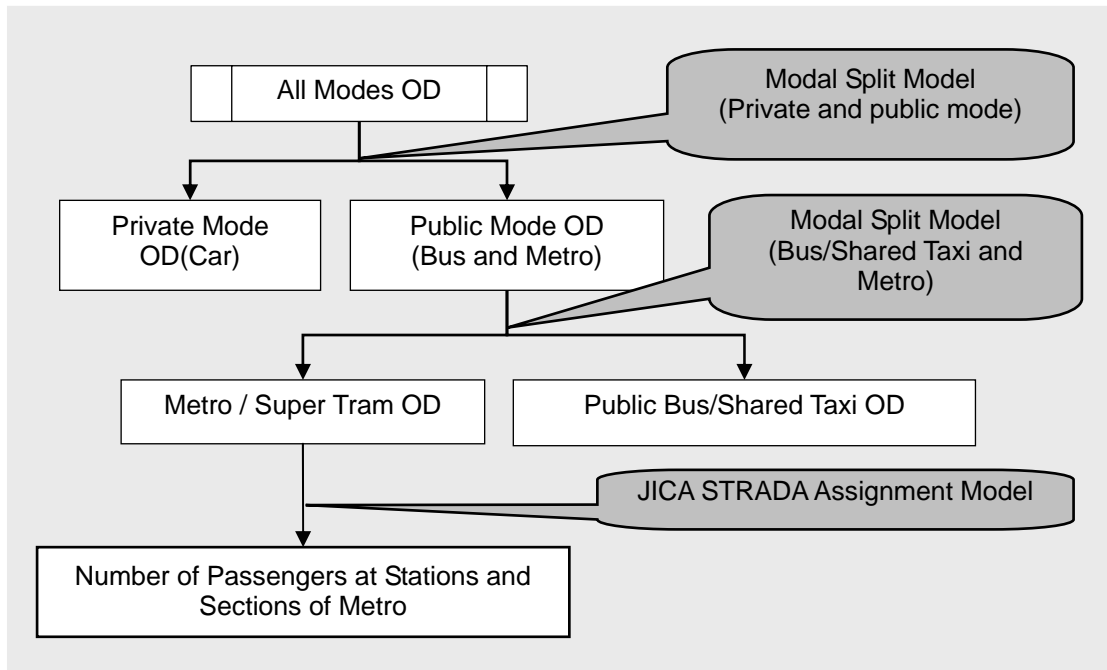 All Modes OD
Modal Split Model
(Private and public mode)
Private Mode
OD(Car)
Public Mode OD
(Bus and Metro)
Modal Split Model
(Bus/Shared Taxi and
Metro)
Metro / Super Tram OD
Public Bus/Shared Taxi OD
JICA STRADA Assignment Model
Number of Passengers at Stations and
Sections of Metro